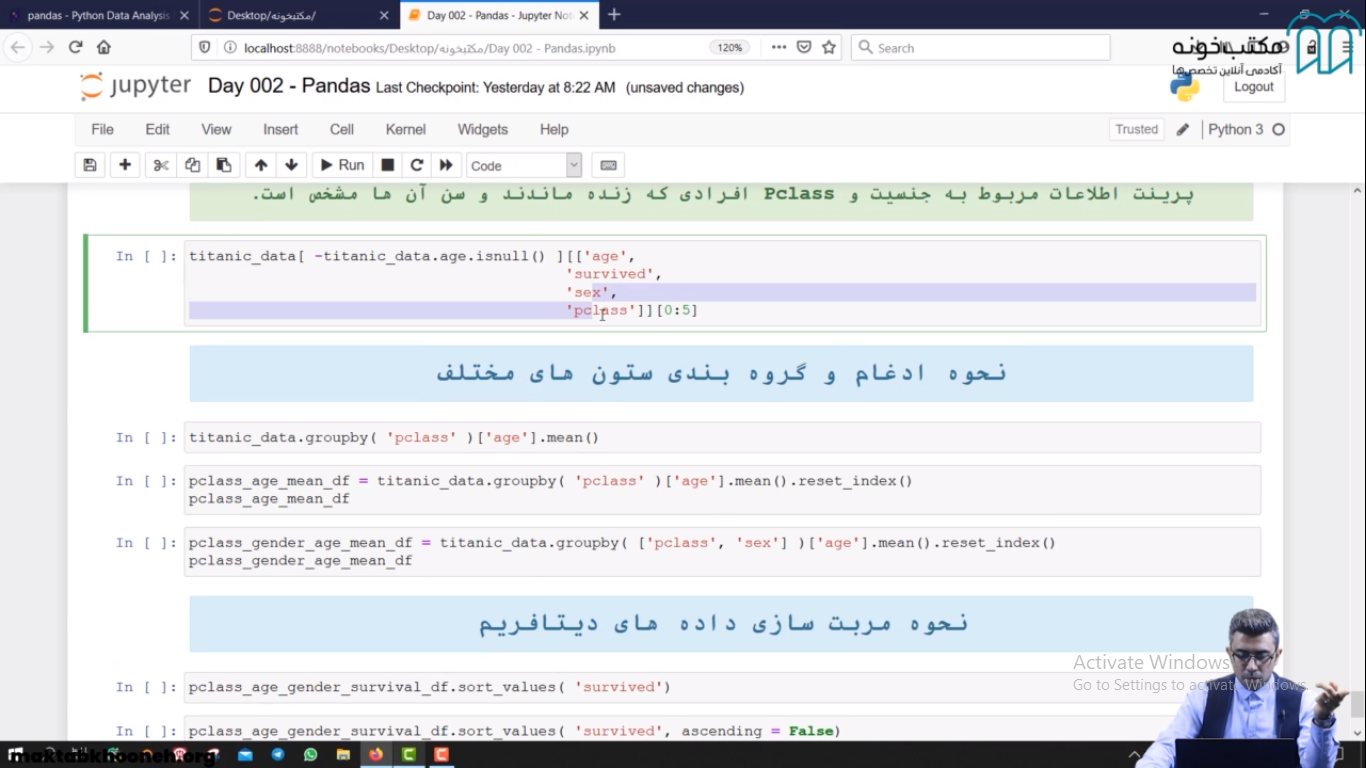 pandas - Python Data Analysis
Desktop/مکتبخونه/
Day 002 - Pandas - Jupyter Not
localhost:8888/notebooks/Desktop/مکتبخونه/Day 002 - Pandas.ipynb
120%
Search
مکتب‌خونه
آکادمی آنلاین تخصص‌ها
jupyter
Day 002 - Pandas Last Checkpoint: Yesterday at 8:22 AM (unsaved changes)
Logout
File Edit View Insert Cell Kernel Widgets Help
Trusted
Python 3
Run
Code
پرینت اطلاعات مربوط به جنسیت و Pclass افرادی که زنده ماندند و سن آن ها مشخص است.
In [ ]: titanic_data[ -titanic_data.age.isnull() ][['age',
'survived',
'sex',
'pclass']][0:5]
نحوه ادغام و گروه بندی ستون های مختلف
In [ ]: titanic_data.groupby( 'pclass' )['age'].mean()
In [ ]: pclass_age_mean_df = titanic_data.groupby( 'pclass' )['age'].mean().reset_index()
pclass_age_mean_df
In [ ]: pclass_gender_age_mean_df = titanic_data.groupby( ['pclass', 'sex'] )['age'].mean().reset_index()
pclass_gender_age_mean_df
نحوه مربت سازی داده های دیتافریم
In [ ]: pclass_age_gender_survival_df.sort_values( 'survived')
In [ ]: pclass_age_gender_survival_df.sort_values( 'survived', ascending = False)
Activate Windows
Go to Settings to activate Windows.
maktabkhooneh.org